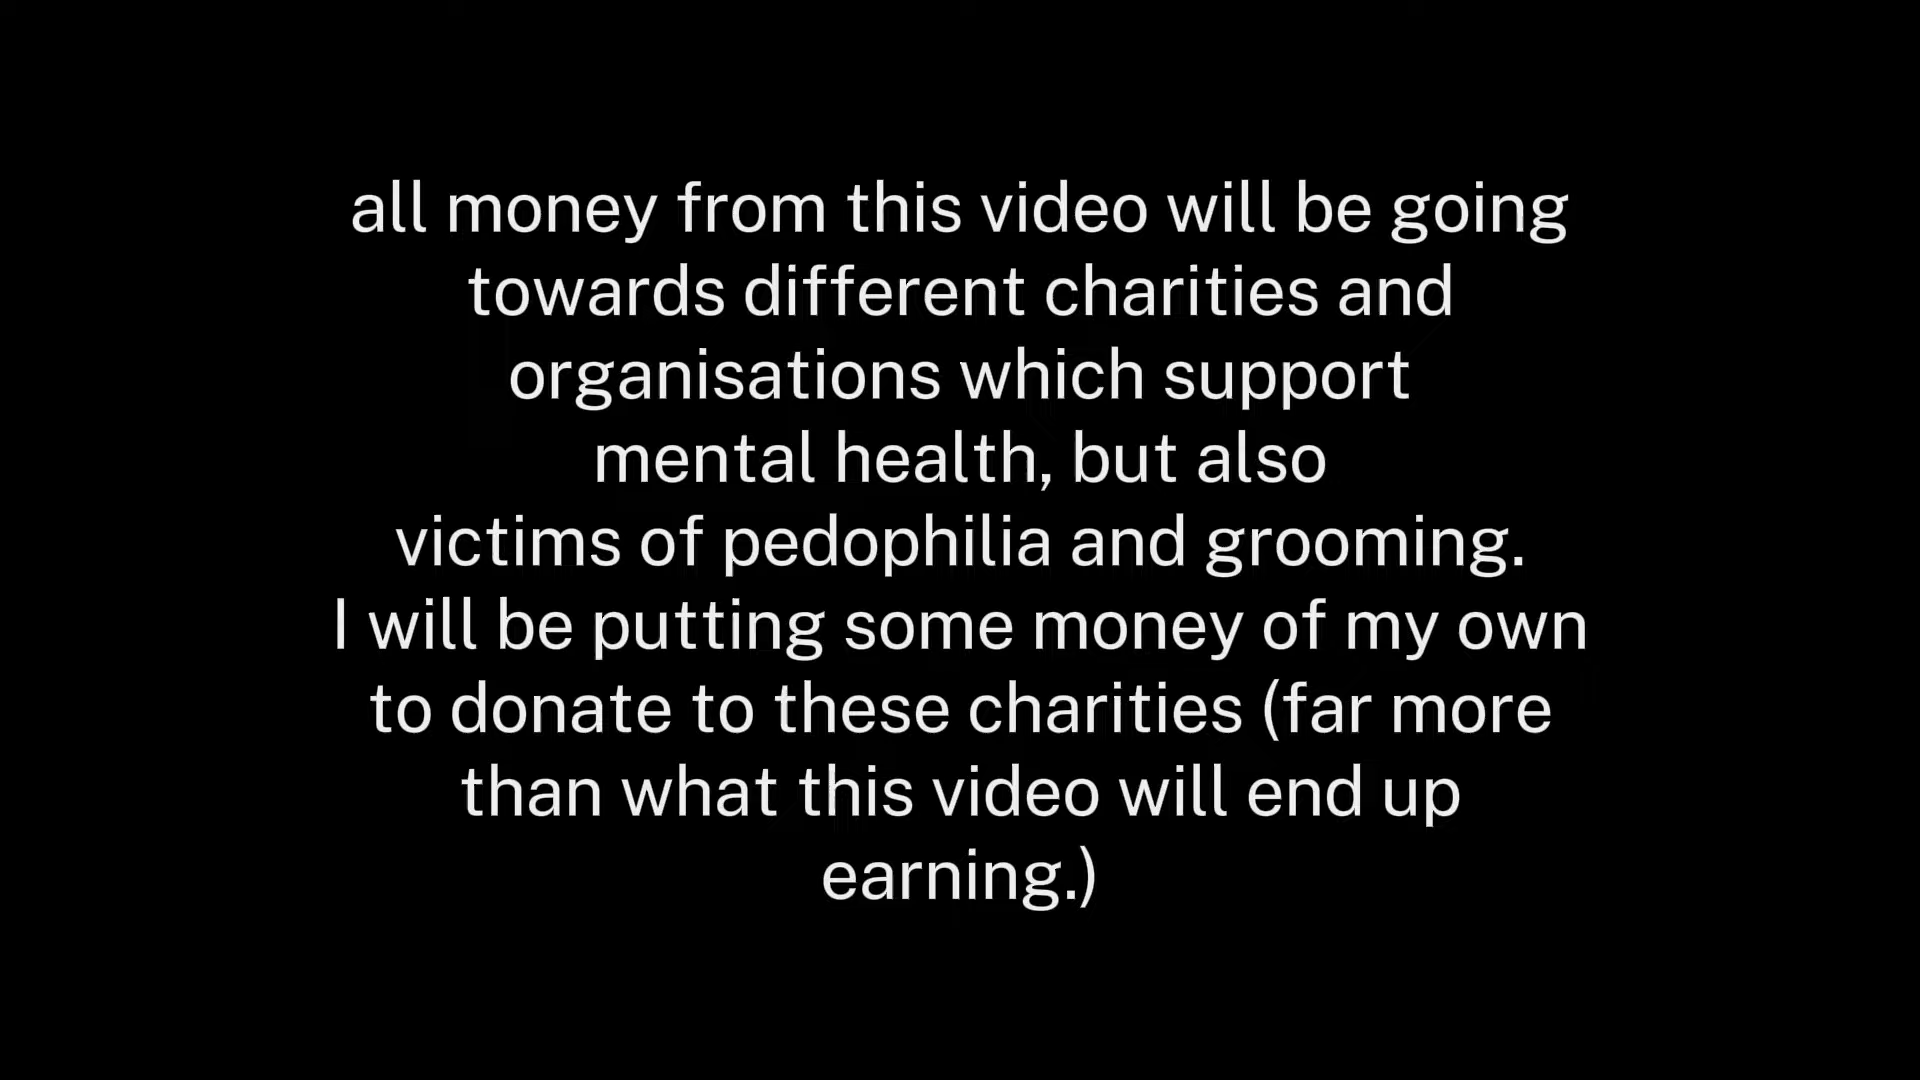 all money from this video will be going
towards different charities and
organisations which support
mental health, but also
victims of pedophilia and grooming.
I will be putting some money of my own
to donate to these charities (far more
than what this video will end up
earning.)